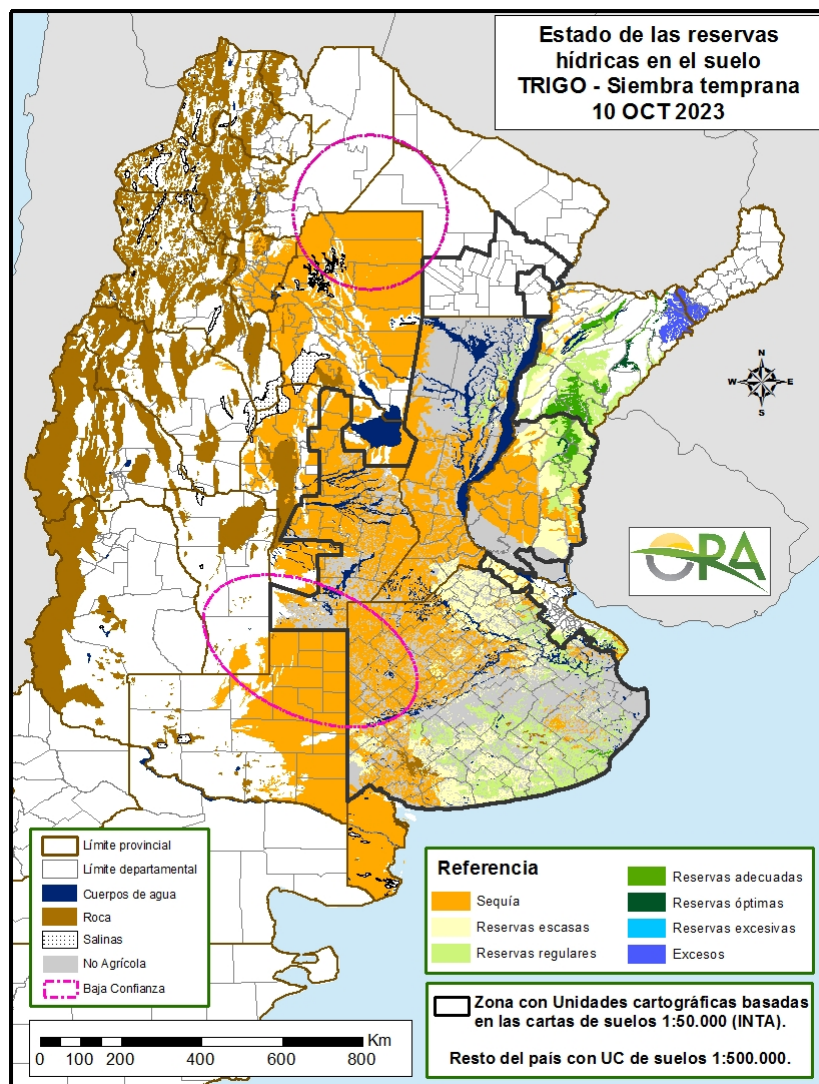 Estado de las reservas
hídricas en el suelo
TRIGO - Siembra temprana
10 OCT 2023
N
W
E
S
ORA
Límite provincial
Límite departamental
Cuerpos de agua
Roca
Salinas
No Agrícola
Baja Confianza
Referencia
Sequía
Reservas escasas
Reservas regulares
Reservas adecuadas
Reservas óptimas
Reservas excesivas
Excesos
Zona con Unidades cartográficas basadas
en las cartas de suelos 1:50.000 (INTA).
Resto del país con UC de suelos 1:500.000.
Km
0 50 100 200 400 600 800